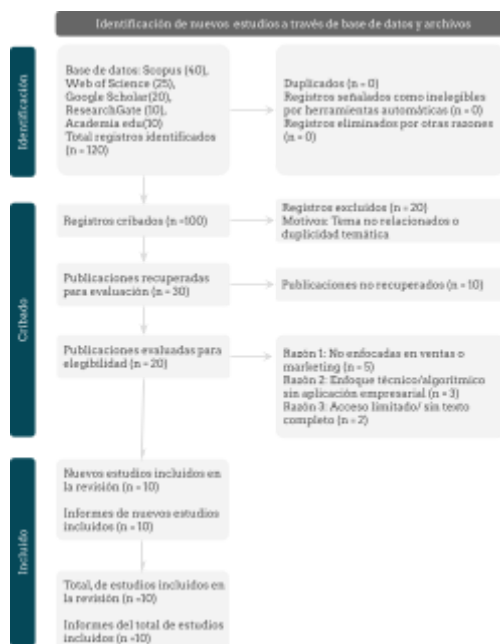 Identificación de nuevos estudios a través de base de datos y archivos
Identificación
Base de datos: Scopus (40),
Web of Science (25),
Google Scholar(20),
ResearchGate (10),
Academia edu(10)
Total registros identificados
(n = 120)
Duplicados (n = 0)
Registros señalados como inelegibles
por herramientas automáticas (n = 0)
Registros eliminados por otras razones
(n = 0)
Cribado
Registros cribados (n =100)
Registros excluidos (n = 20)
Motivos: Tema no relacionados o
duplicidad temática
Publicaciones recuperadas
para evaluación (n = 30)
Publicaciones no recuperados (n = 10)
Publicaciones evaluadas para
elegibilidad (n = 20)
Razón 1: No enfocadas en ventas o
marketing (n = 5)
Razón 2: Enfoque técnico/algorítmico
sin aplicación empresarial (n = 3)
Razón 3: Acceso limitado/ sin texto
completo (n = 2)
Incluido
Nuevos estudios incluidos en
la revisión (n = 10)
Informes de nuevos estudios
incluidos (n = 10)
Total, de estudios incluidos en
la revisión (n =10)
Informes del total de estudios
incluidos (n =10)